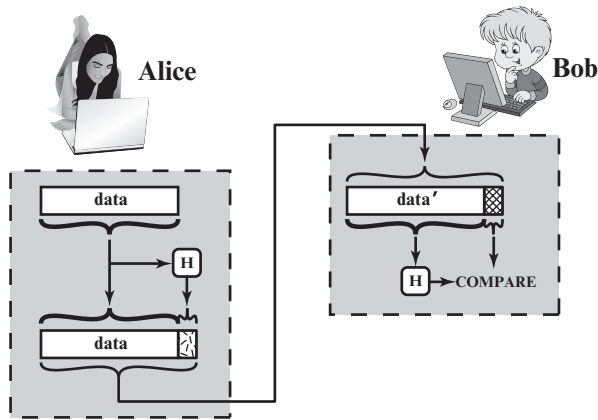 Alice
Bob
data
H
data
data′
H
COMPARE